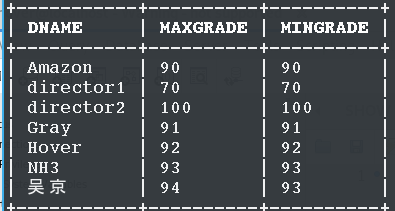 DNAME | MAXGRADE | MINGRADE
Amazon | 90 | 90
director1 | 70 | 70
director2 | 100 | 100
Gray | 91 | 91
Hover | 92 | 92
NH3 | 93 | 93
吴京 | 94 | 93